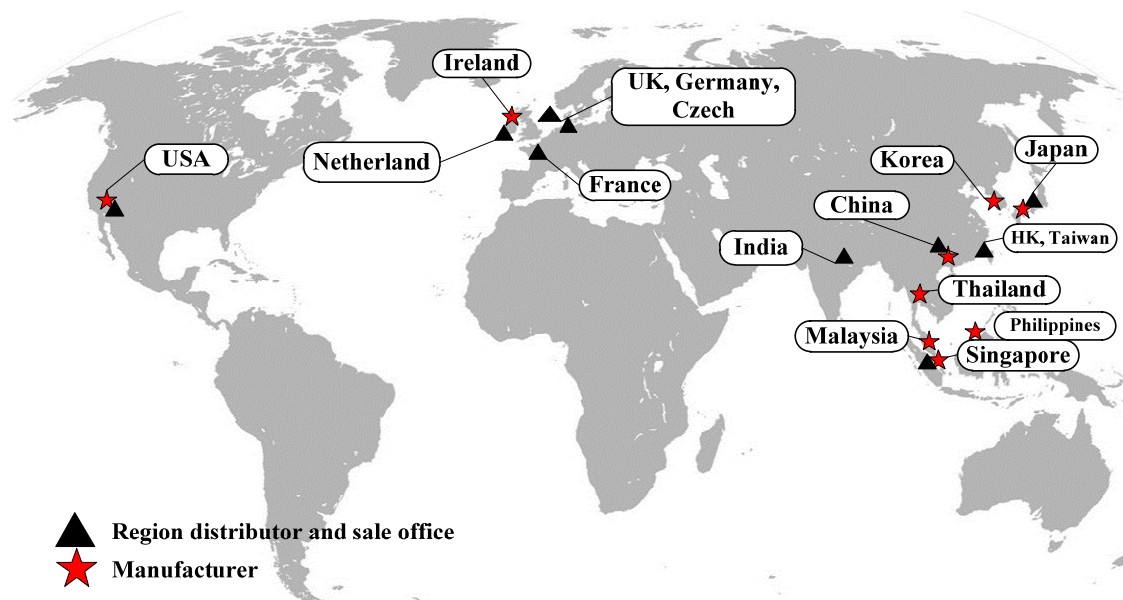 Ireland
UK, Germany,
Czech
USA
Netherland
France
Korea
Japan
China
HK, Taiwan
India
Thailand
Philippines
Malaysia
Singapore
Region distributor and sale office
Manufacturer